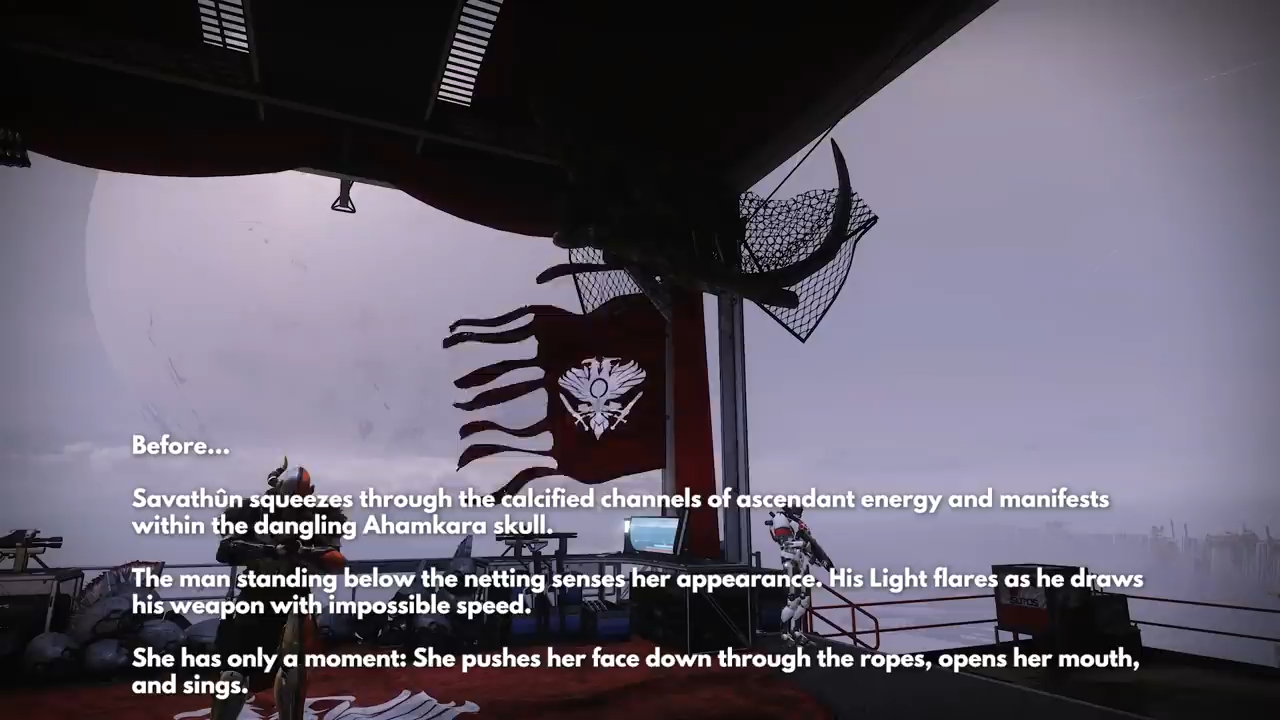 Before...
Savathûn squeezes through the calcified channels of ascendant energy and manifests
within the dangling Ahamkara skull.
The man standing below the netting senses her appearance. His Light flares as he draws
his weapon with impossible speed.
She has only a moment: She pushes her face down through the ropes, opens her mouth,
and sings.